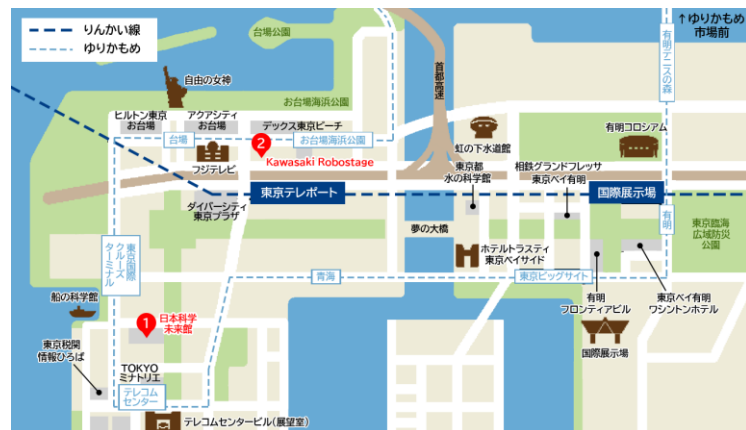 りんかい線
ゆりかもめ
↑ゆりかもめ
市場前
台場公園
有明テニスの森
首都高速
自由の女神
お台場海浜公園
ヒルトン東京
お台場
アクアシティ
お台場
デックス東京ビーチ
台場
お台場海浜公園
2
Kawasaki Robostage
フジテレビ
虹の下水道館
有明コロシアム
東京都
水の科学館
相鉄グランドフレッサ
東京ベイ有明
東京テレポート
国際展示場
ダイバーシティ
東京プラザ
夢の大橋
有明
東京臨海
広域防災
公園
東京国際
クルーズ
ターミナル
ホテルトラスティ
東京ベイサイド
青海
東京ビッグサイト
船の科学館
1
日本科学
未来館
有明
フロンティアビル
東京ベイ有明
ワシントンホテル
東京税関
情報ひろば
国際展示場
TOKYO
ミナトリエ
テレコム
センター
テレコムセンタービル(展望室)